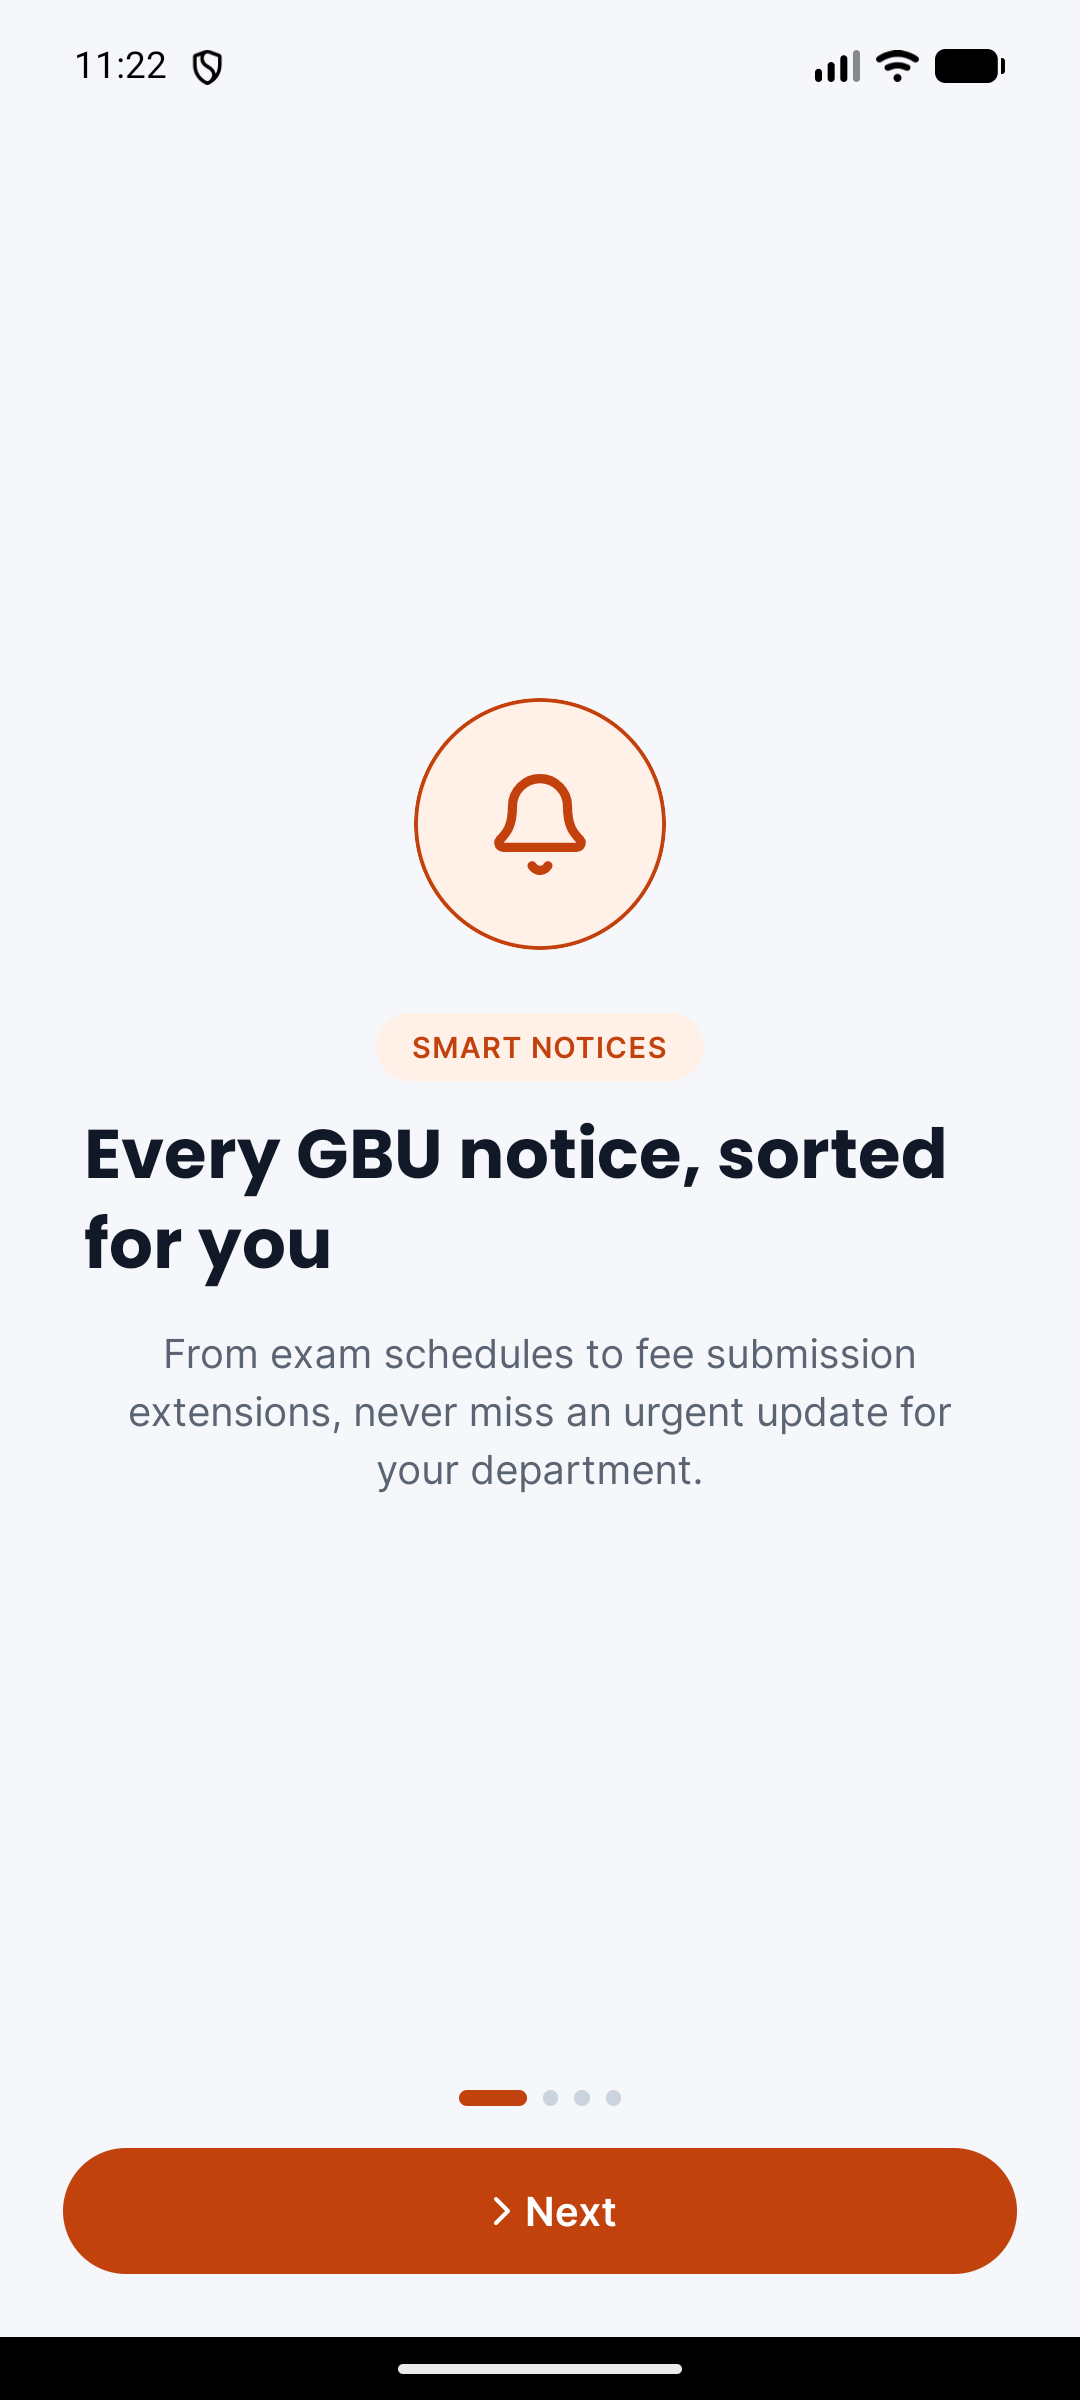 11:22
SMART NOTICES
Every GBU notice, sorted
for you
From exam schedules to fee submission
extensions, never miss an urgent update for
your department.
Next